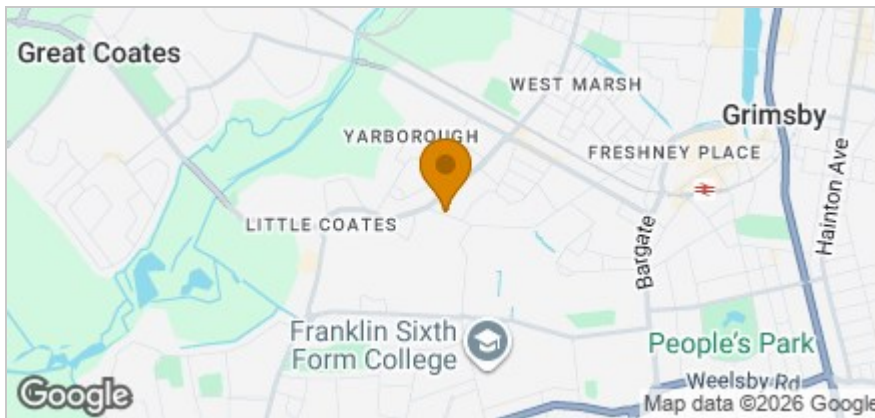 Great Coates
WEST MARSH
Grimsby
YARBOROUGH
FRESHNEY PLACE
Hainton Ave
LITTLE COATES
Bargate
Franklin Sixth
Form College
People's Park
Weelsby Rd
Google
Map data ©2026 Google